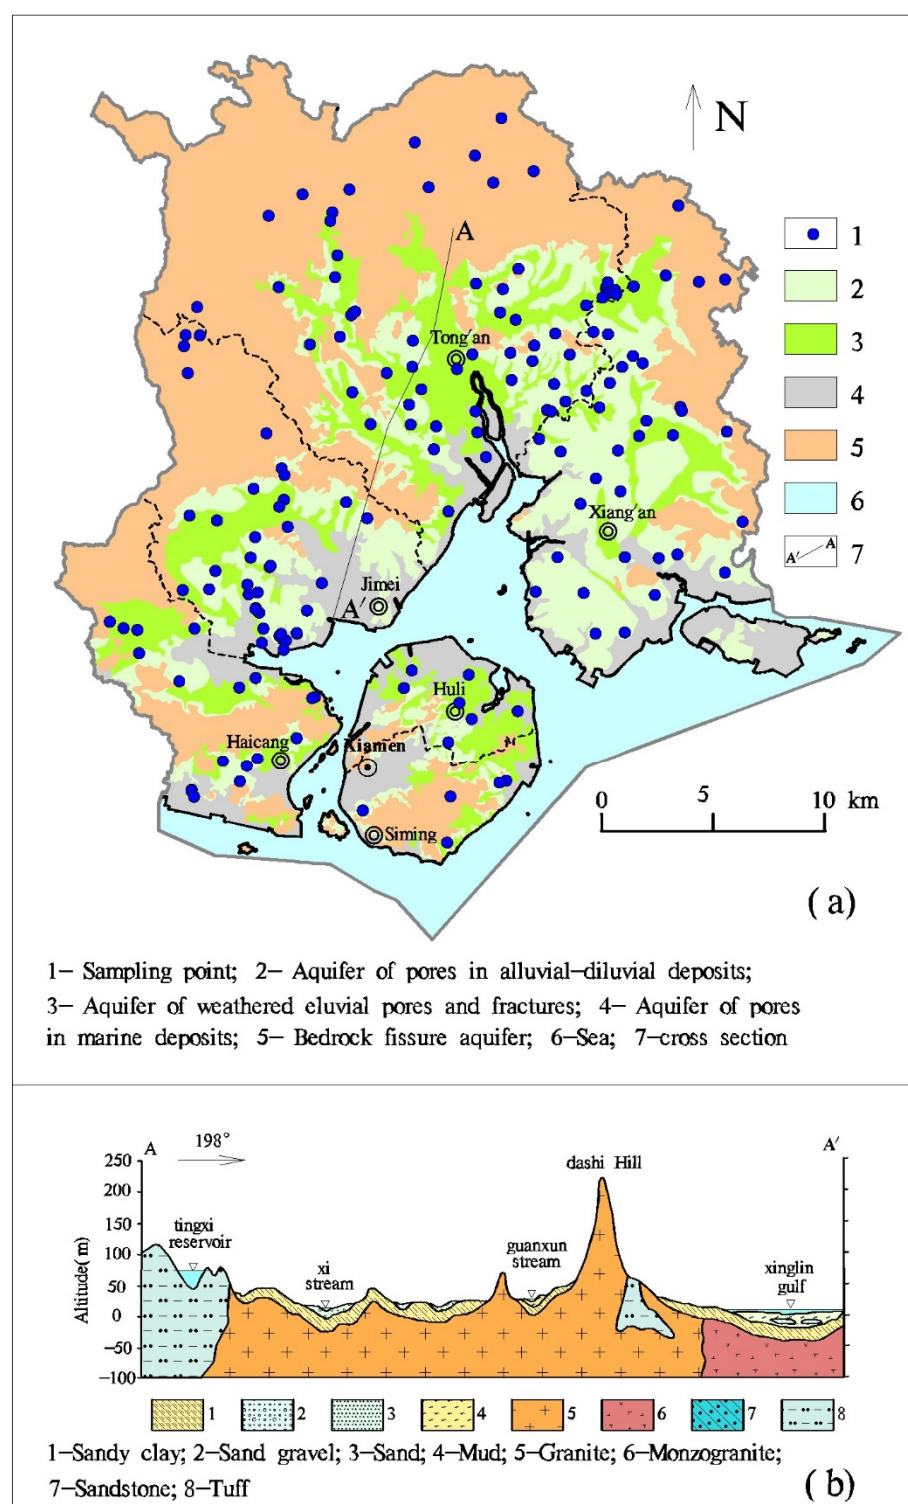 N
A
1
2
3
4
5
6
A' A 7
Tong'an
Xiang'an
Jimei
A'
Huli
Haicang
Xiamen
Siming
0 5 10 km
(a)
1- Sampling point; 2- Aquifer of pores in alluvial-diluvial deposits;
3- Aquifer of weathered eluvial pores and fractures; 4- Aquifer of pores
in marine deposits; 5- Bedrock fissure aquifer; 6-Sea; 7-cross section
A 198° A'
dashi Hill
Altitude(m)
250
200
150
100
50
0
-50
-100
tingxi
reservoir
xi
stream
guanxun
stream
xinglin
gulf
1 2 3 4 5 6 7 8
1-Sandy clay; 2-Sand gravel; 3-Sand; 4-Mud; 5-Granite; 6-Monzogranite;
7-Sandstone; 8-Tuff
(b)